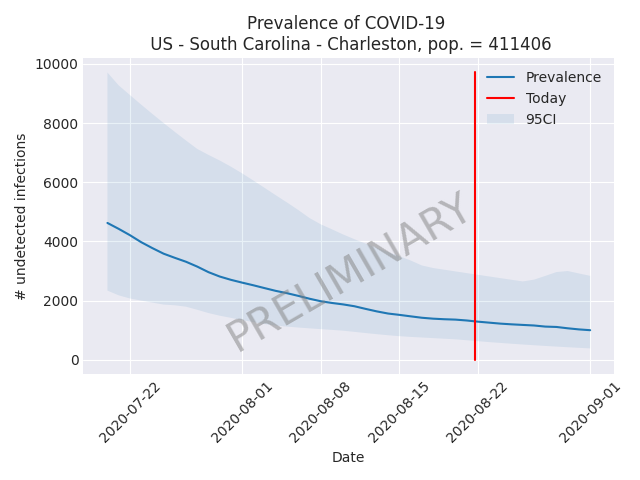 Prevalence of COVID-19
US - South Carolina - Charleston, pop. = 411406
10000
8000
6000
4000
2000
0
# undetected infections
Prevalence
Today
95CI
PRELIMINARY
2020-07-22
2020-08-01
2020-08-08
2020-08-15
2020-08-22
2020-09-01
Date